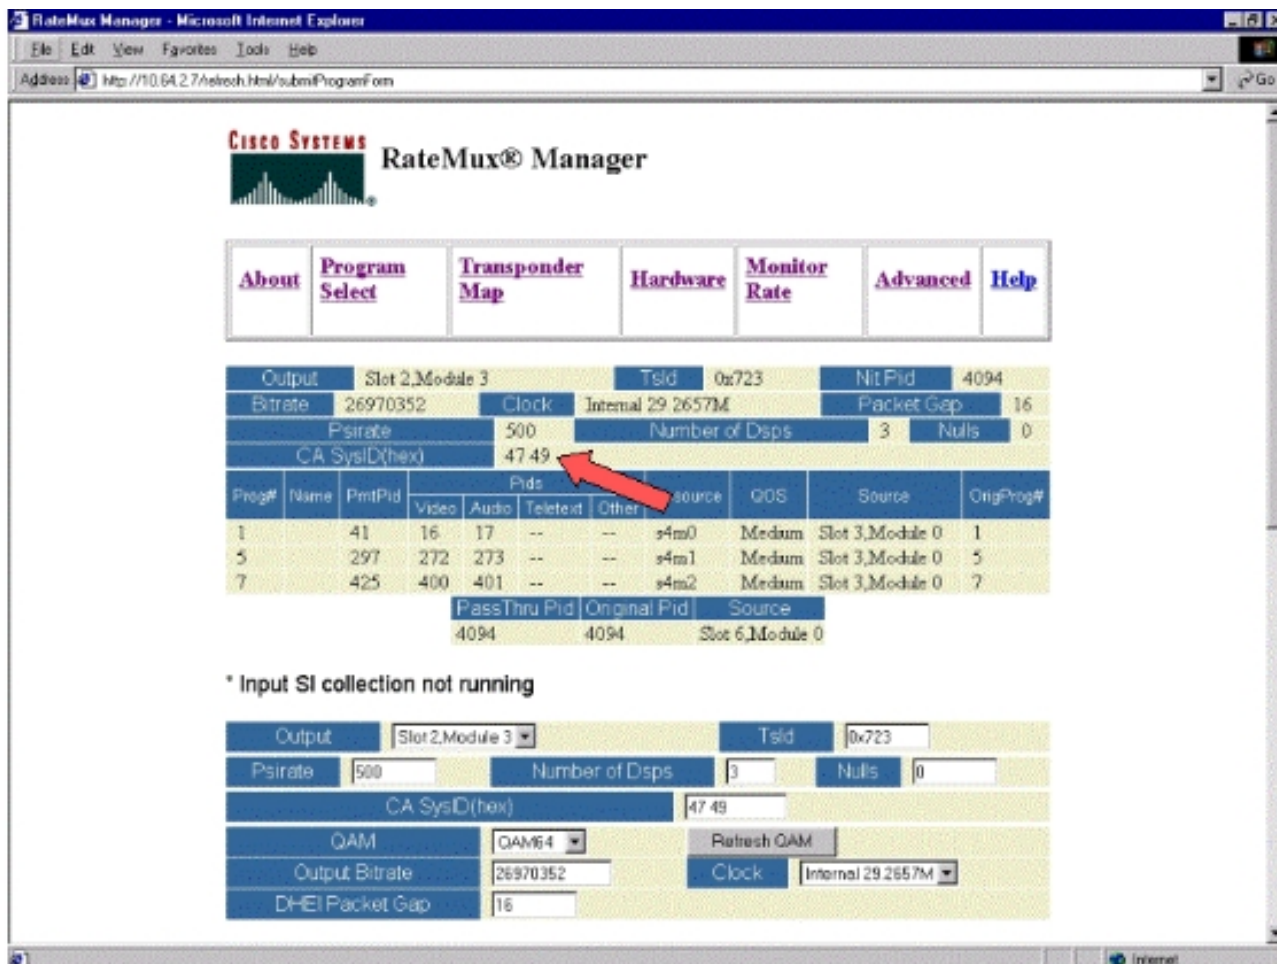 RateMux Manager - Microsoft Internet Explorer
File Edit View Favorites Tools Help
Address http://10.64.2.7/refresh.html/submitProgramForm Go
CISCO SYSTEMS
RateMux® Manager
About Program Select Transponder Map Hardware Monitor Rate Advanced Help
Output Slot 2,Module 3 TsId 0x723 Nit Pid 4094
Bitrate 26970352 Clock Internal 29.2657M Packet Gap 16
Psirate 500 Number of Dsps 3 Nulls 0
CA SysID(hex) 47 49
Prog# Name PmtPid Pids source QOS Source OrigProg#
Video Audio Teletext Other
1 41 16 17 -- -- s4m0 Medium Slot 3,Module 0 1
5 297 272 273 -- -- s4m1 Medium Slot 3,Module 0 5
7 425 400 401 -- -- s4m2 Medium Slot 3,Module 0 7
PassThru Pid Original Pid Source
4094 4094 Slot 6,Module 0
* Input SI collection not running
Output Slot 2,Module 3 TsId 0x723
Psirate 500 Number of Dsps 3 Nulls 0
CA SysID(hex) 47 49
QAM QAM64 Refresh QAM
Output Bitrate 26970352 Clock Internal 29.2657M
DHEI Packet Gap 16
Internet